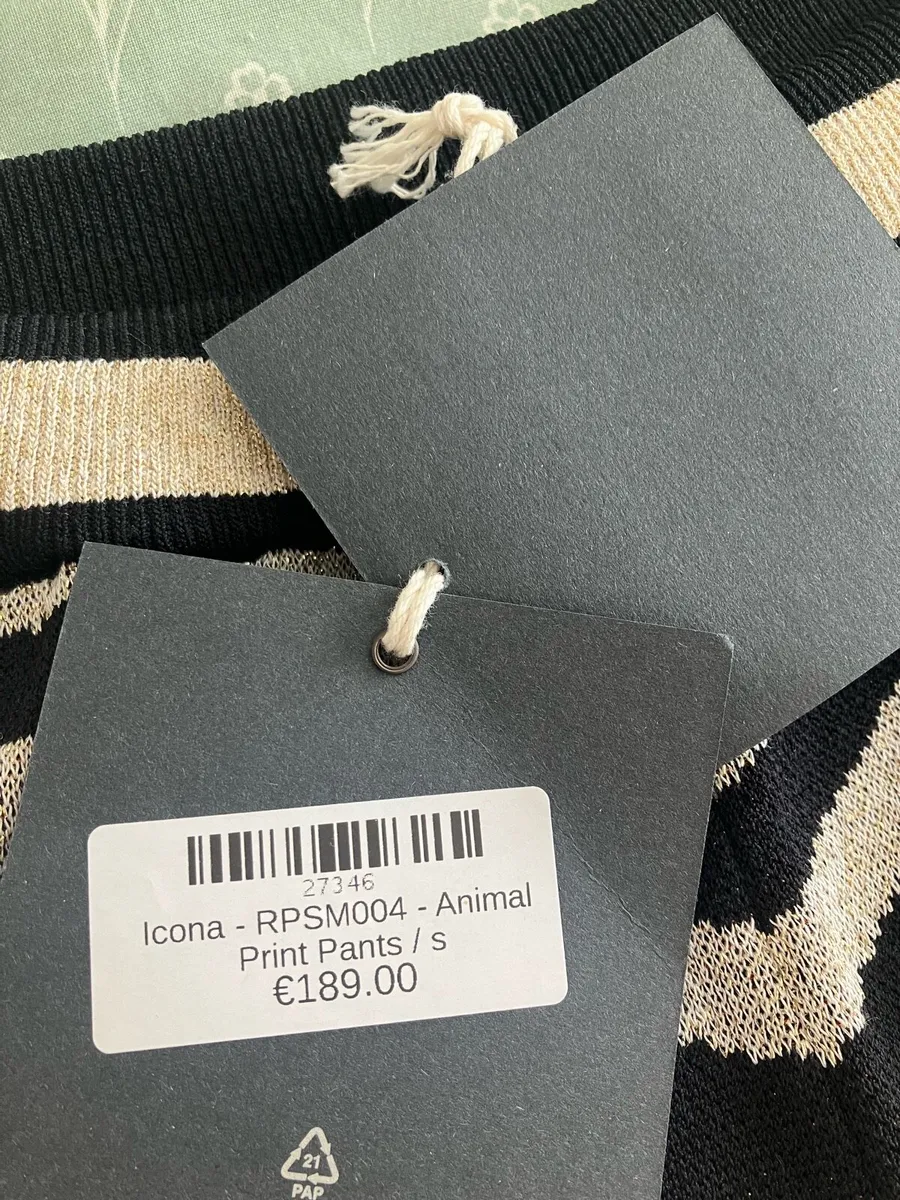 27346
Icona - RPSM004 - Animal
Print Pants / s
€189.00
21
PAP